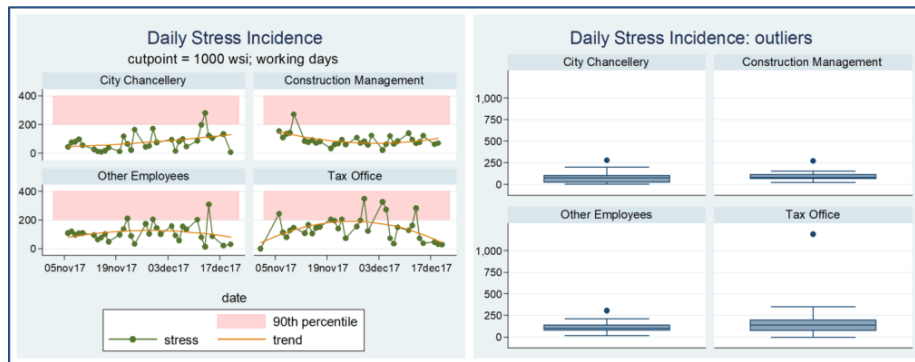 Daily Stress Incidence
cutpoint = 1000 wsi; working days
City Chancellery
Construction Management
400
200
0
Other Employees
Tax Office
400
200
0
05nov17
19nov17
03dec17
17dec17
05nov17
19nov17
03dec17
17dec17
date
90th percentile
stress
trend
Daily Stress Incidence: outliers
City Chancellery
Construction Management
1,000
750
500
250
0
Other Employees
Tax Office
1,000
750
500
250
0